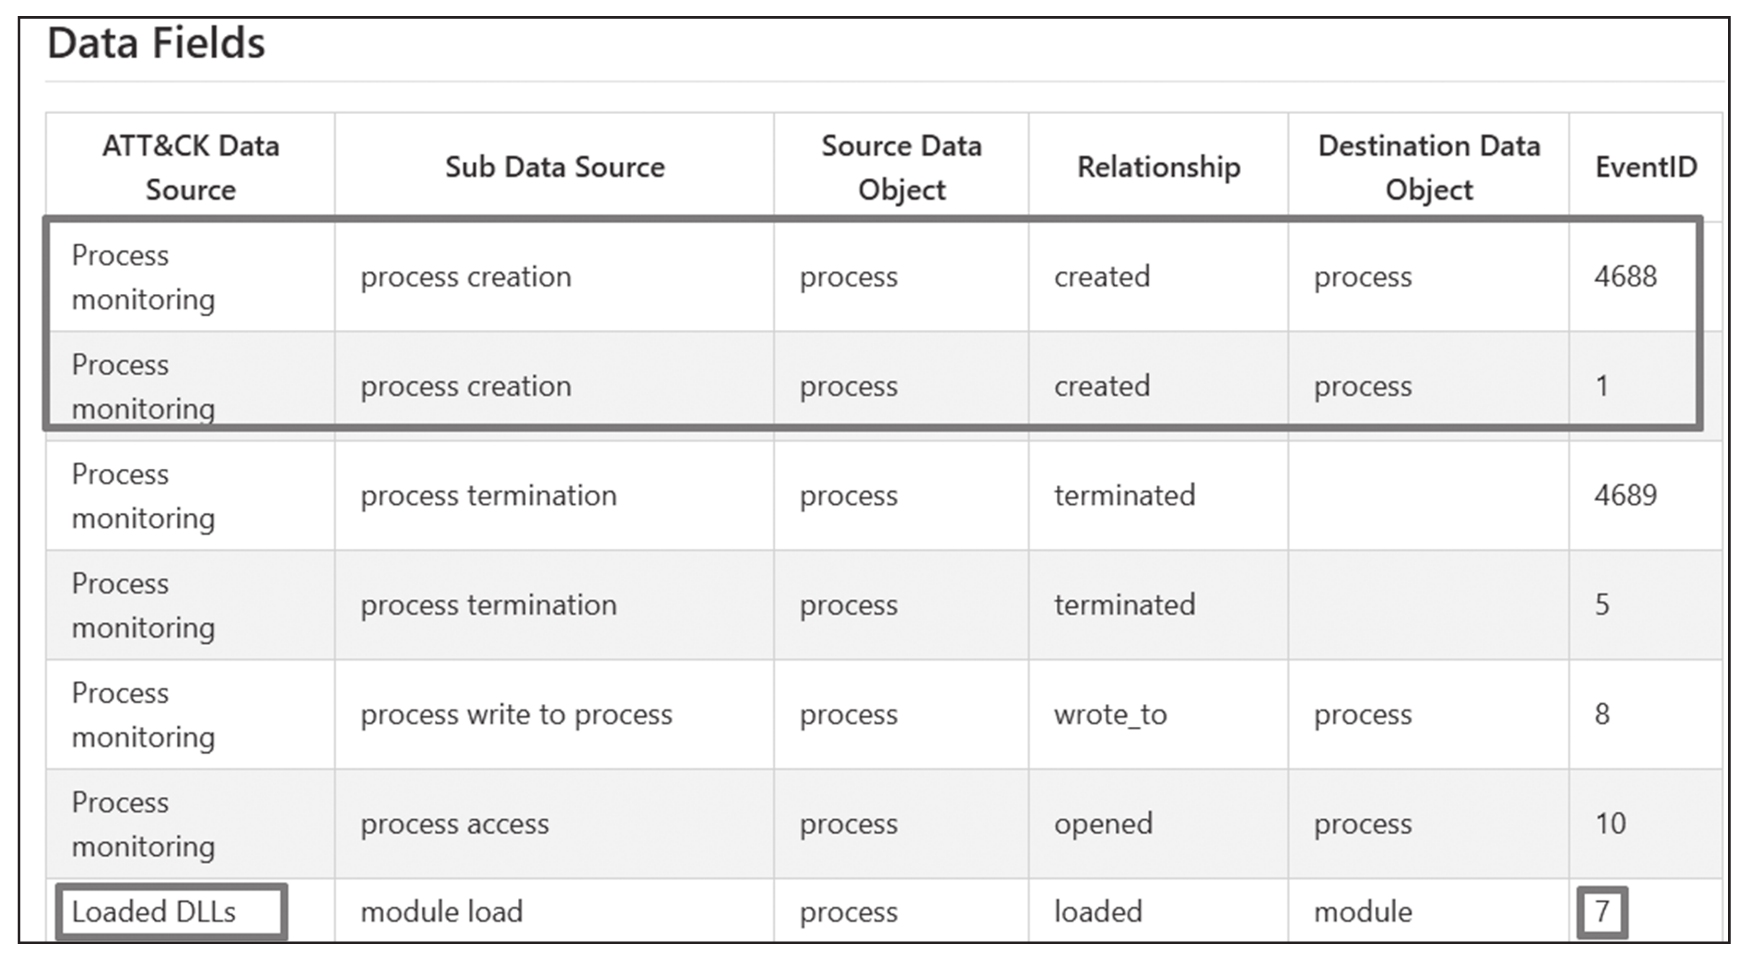 Data Fields
ATT&CK Data
Source
Sub Data Source
Source Data
Object
Relationship
Destination Data
Object
EventID
Process
monitoring
process creation
process
created
process
4688
Process
monitoring
process creation
process
created
process
1
Process
monitoring
process termination
process
terminated
4689
Process
monitoring
process termination
process
terminated
5
Process
monitoring
process write to process
process
wrote_to
process
8
Process
monitoring
process access
process
opened
process
10
Loaded DLLs
module load
process
loaded
module
7